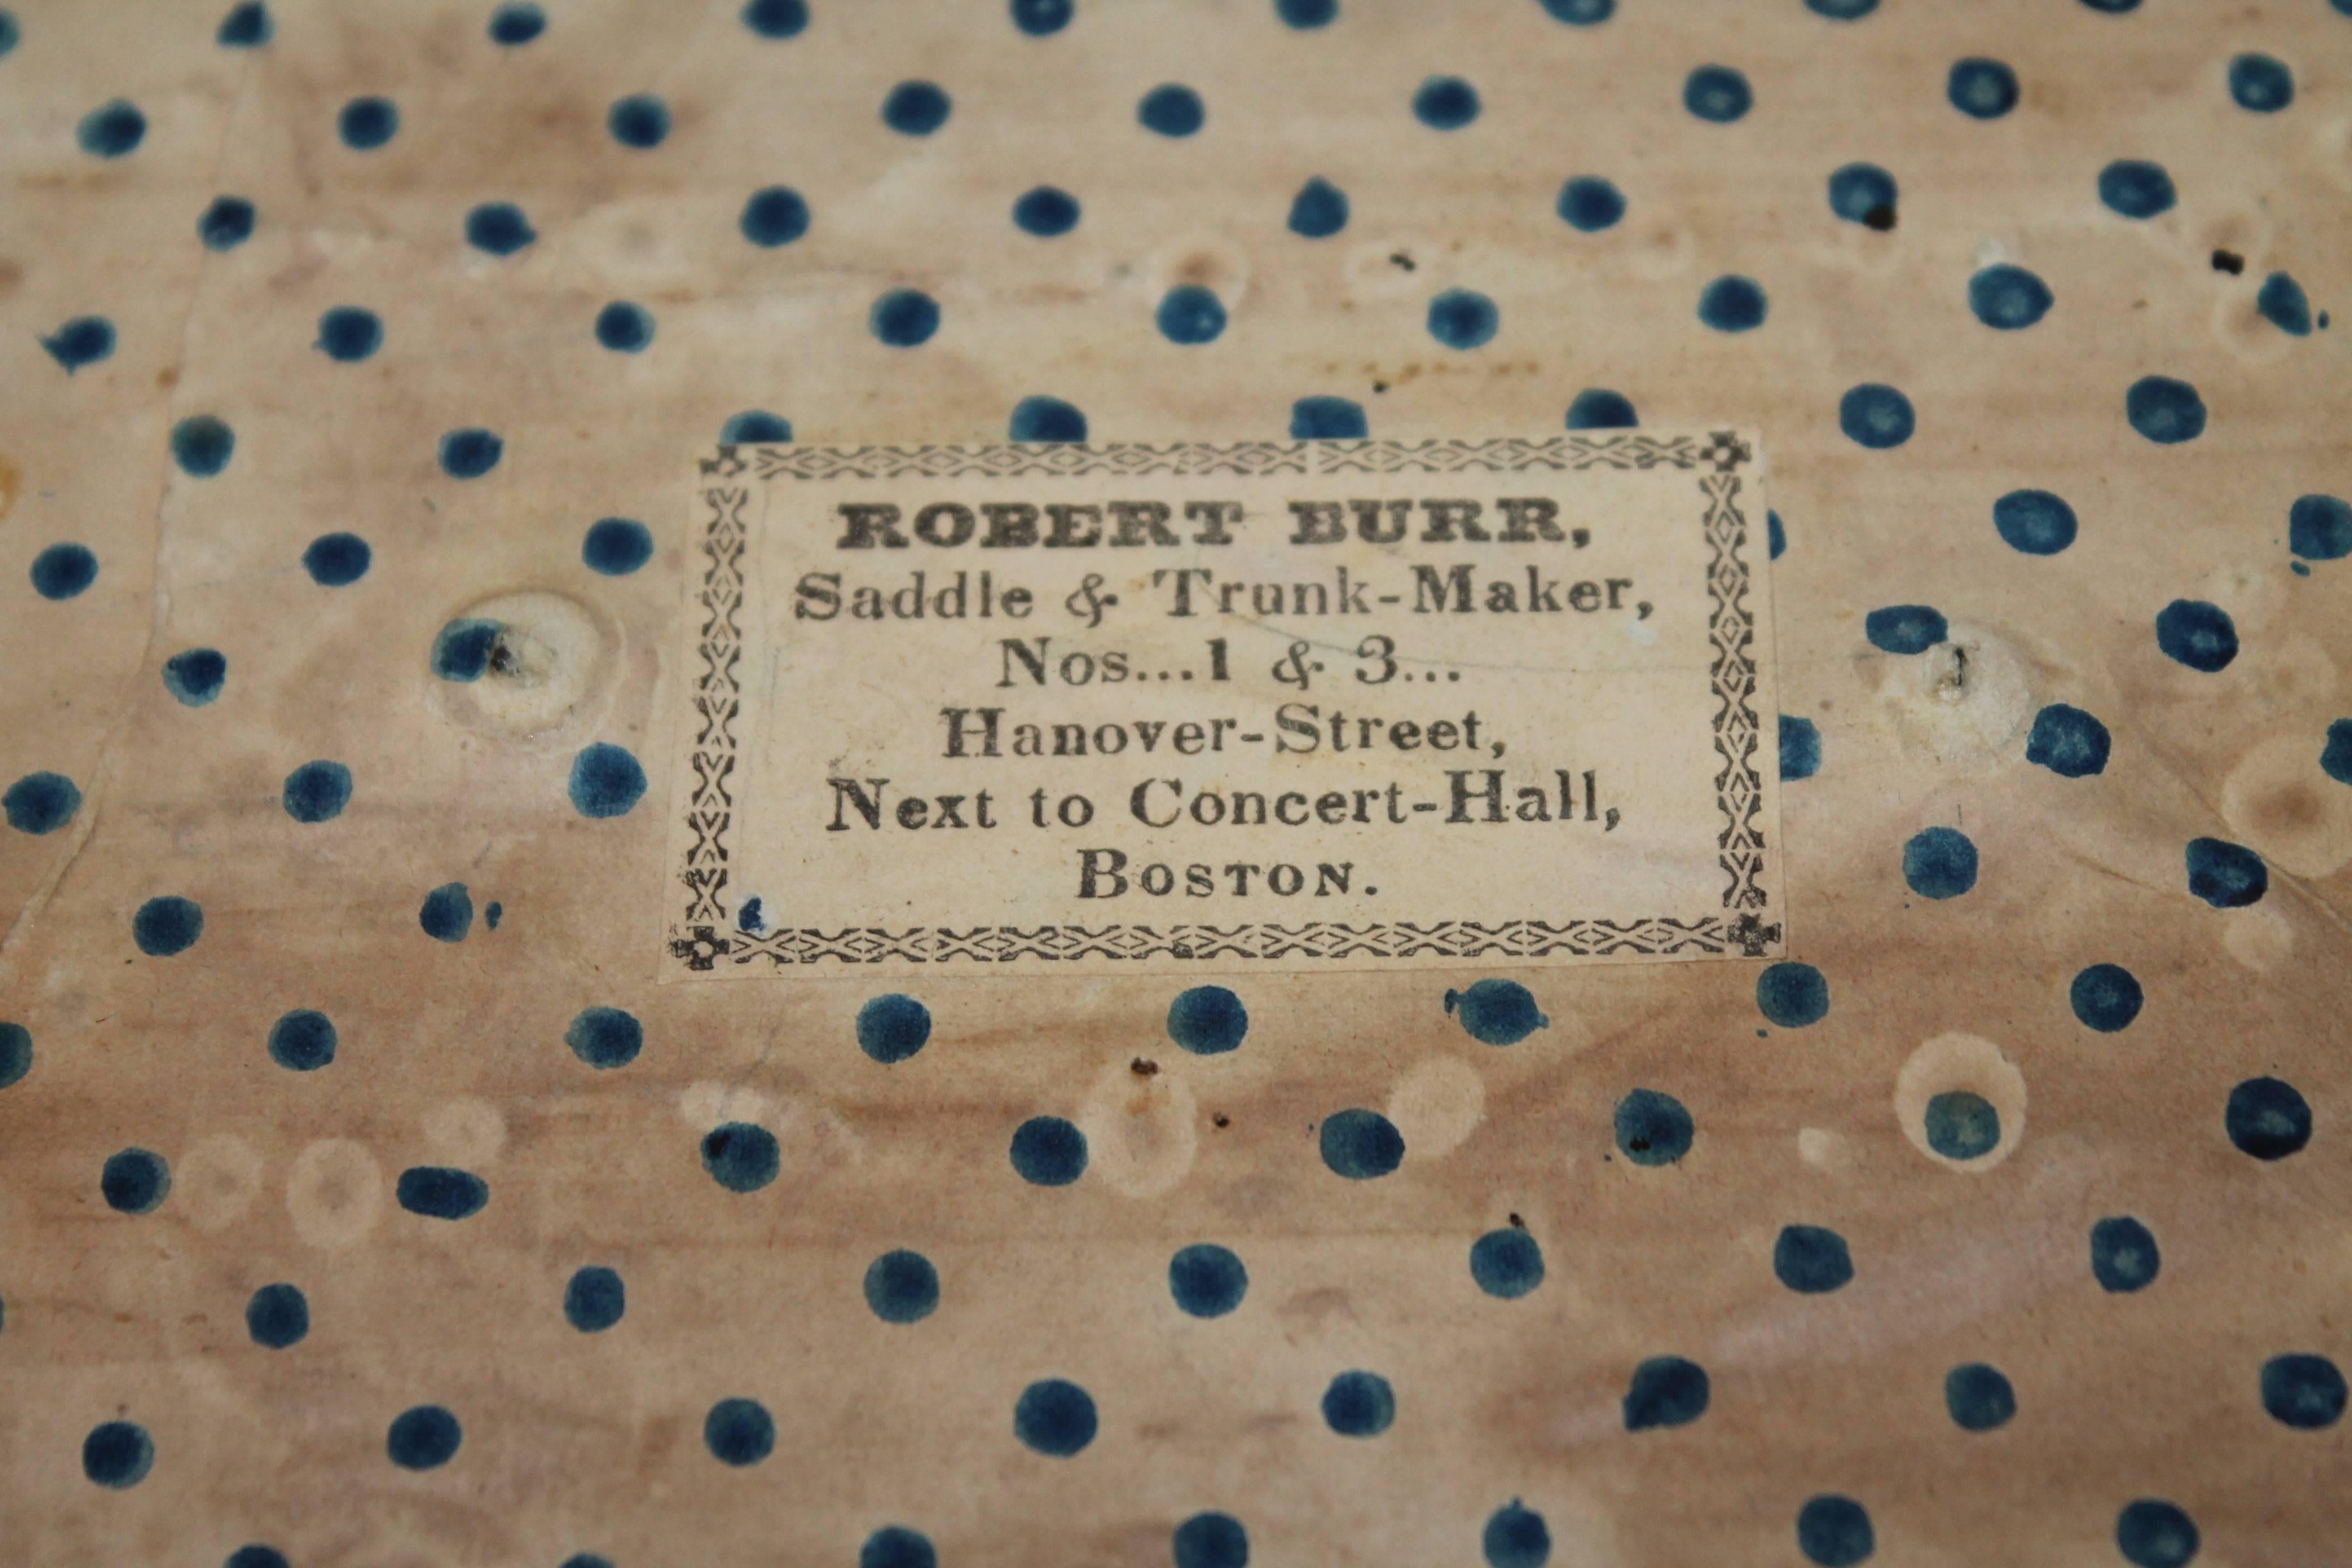 ROBERT BURR,
Saddle & Trunk-Maker,
Nos...1 & 3...
Hanover-Street,
Next to Concert-Hall,
BOSTON.